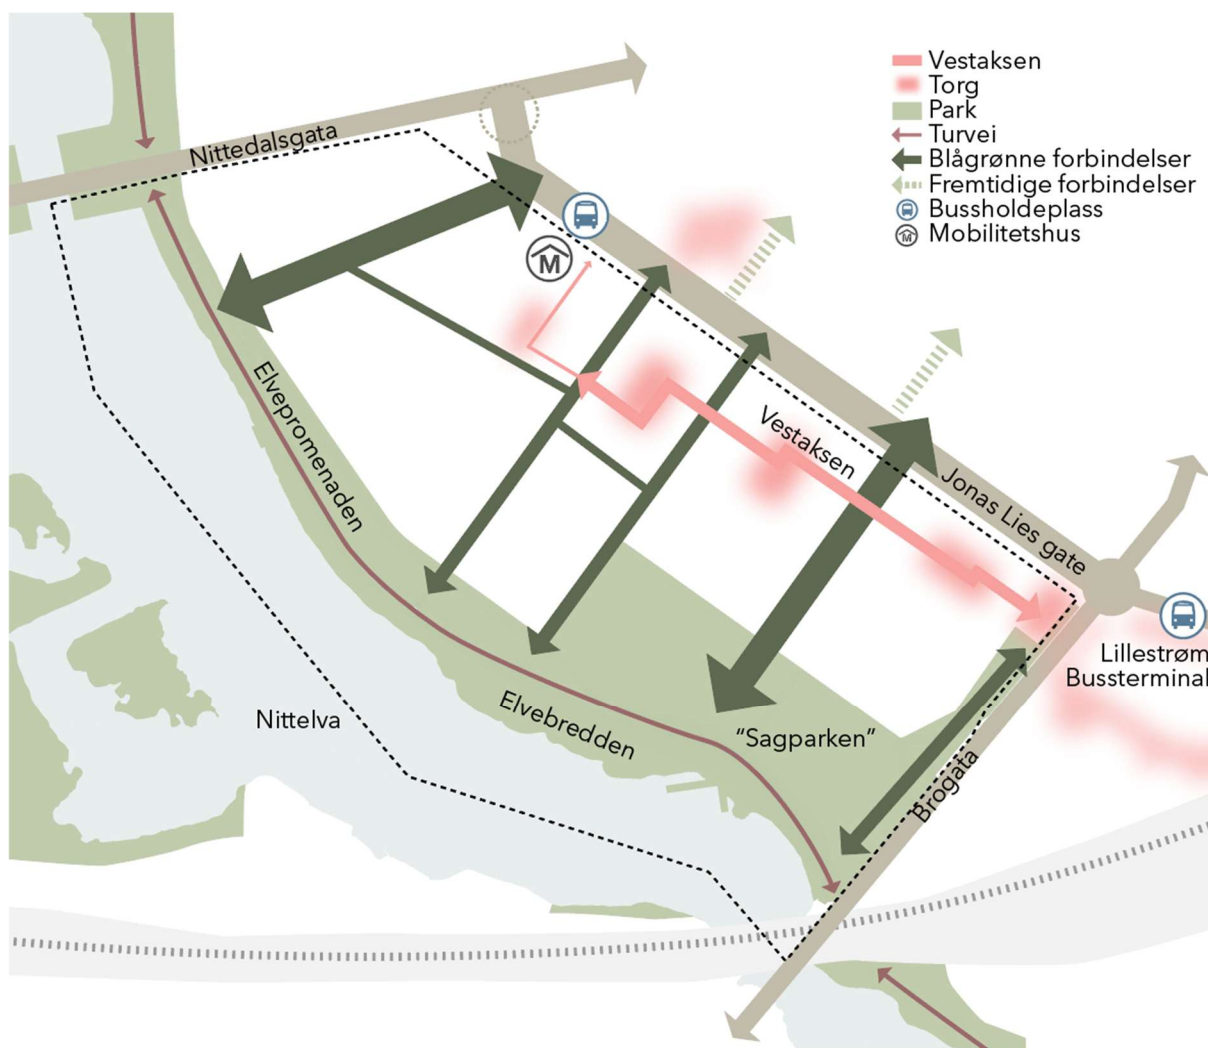 Vestaksen
Torg
Park
Turvei
Blågrønne forbindelser
Fremtidige forbindelser
Bussholdeplass
M
Mobilitetshus
Nittedalsgata
M
Elvepromenaden
Vestaksen
Jonas Lies gate
Lillestrøm
Bussterminal
Nittelva
Elvebredden
"Sagparken"
Brogata